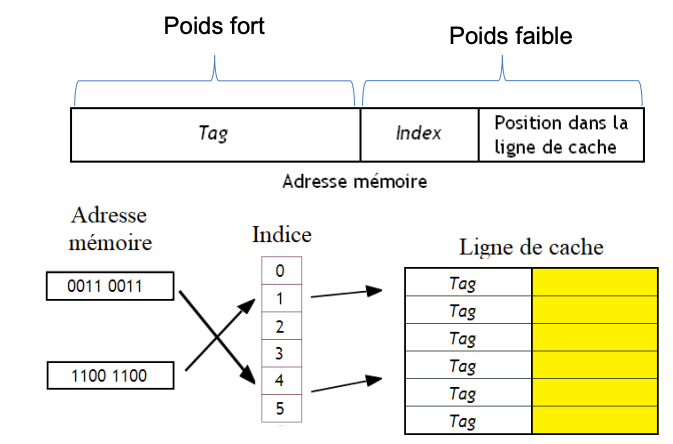 Poids fort
Poids faible
Tag
Index
Position dans la
ligne de cache
Adresse mémoire
Adresse
mémoire
Indice
Ligne de cache
0011 0011
1100 1100
0
1
2
3
4
5
Tag
Tag
Tag
Tag
Tag
Tag